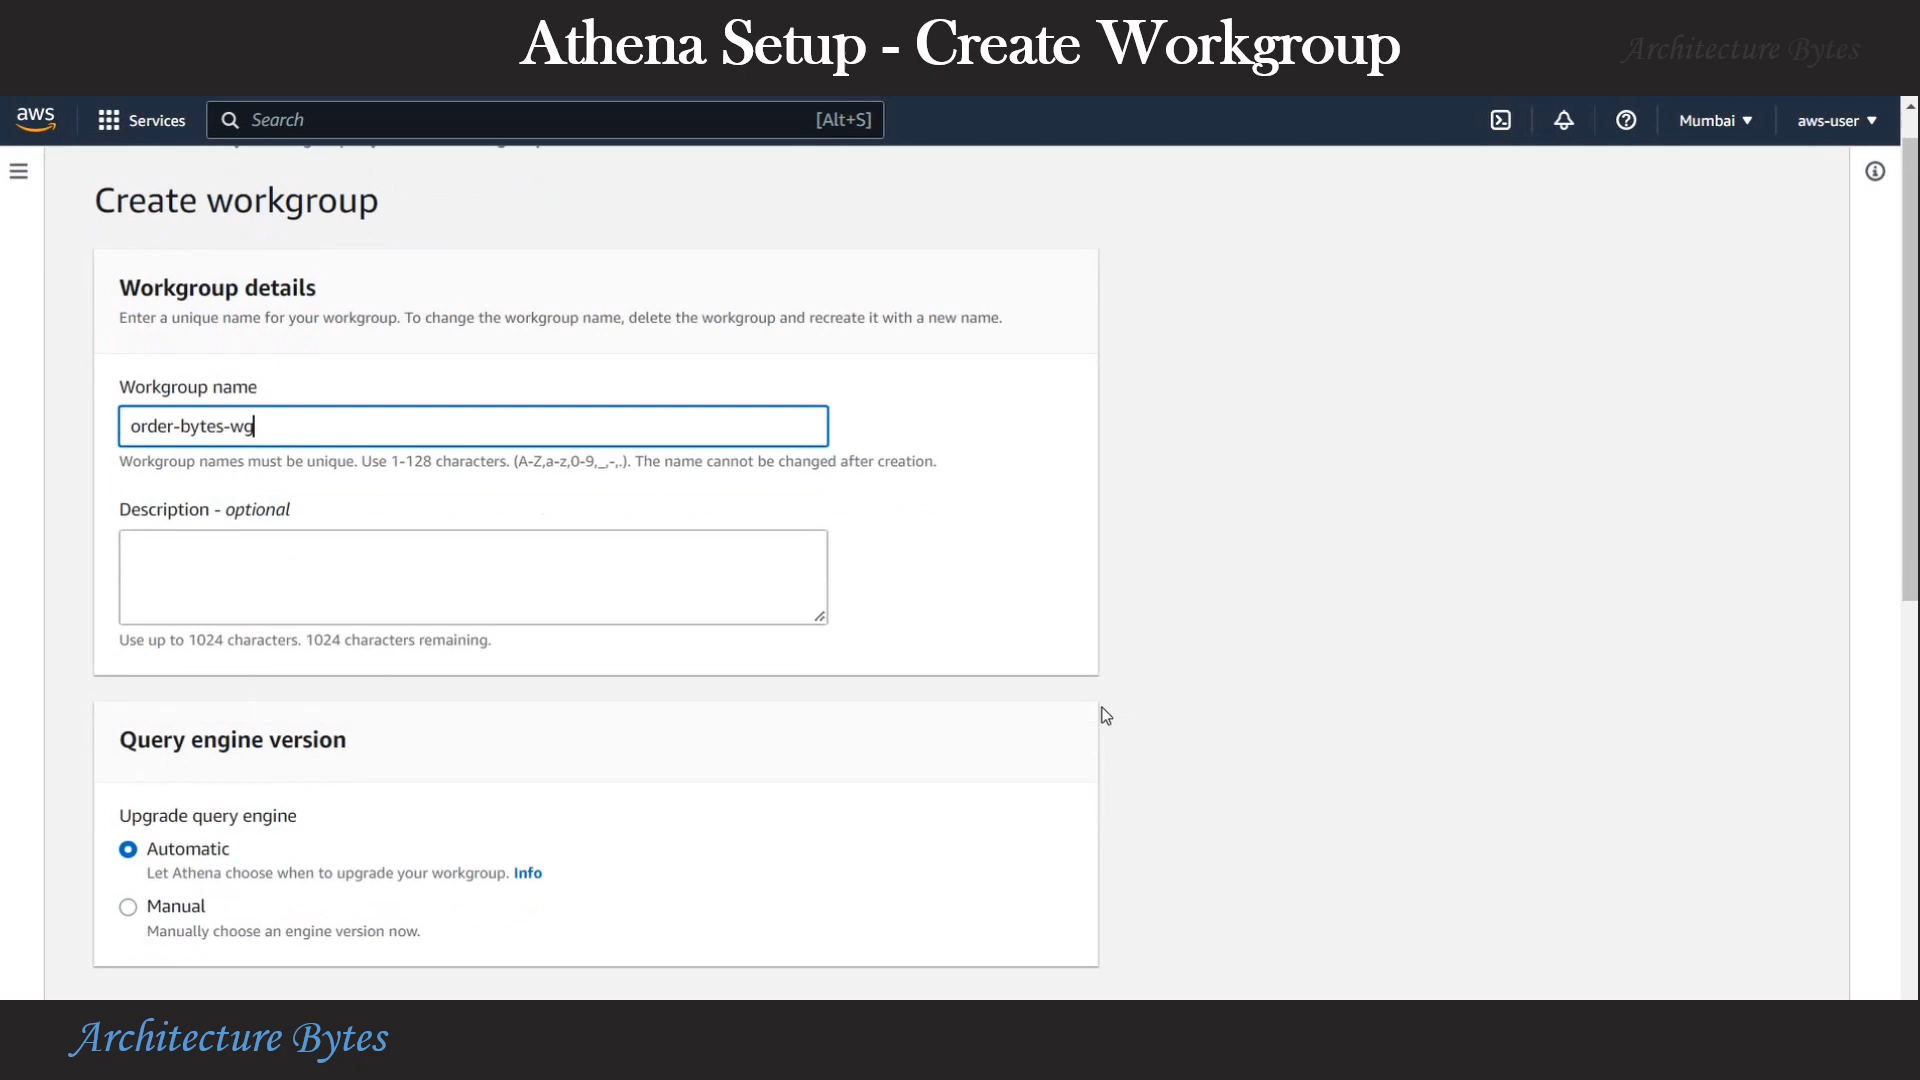 Athena Setup - Create Workgroup
Architecture Bytes
aws
Services
Search
[Alt+S]
Mumbai
aws-user
Create workgroup
Workgroup details
Enter a unique name for your workgroup. To change the workgroup name, delete the workgroup and recreate it with a new name.
Workgroup name
order-bytes-wg
Workgroup names must be unique. Use 1-128 characters. (A-Z,a-z,0-9,_,-,.). The name cannot be changed after creation.
Description - optional
Use up to 1024 characters. 1024 characters remaining.
Query engine version
Upgrade query engine
Automatic
Let Athena choose when to upgrade your workgroup. Info
Manual
Manually choose an engine version now.
Architecture Bytes